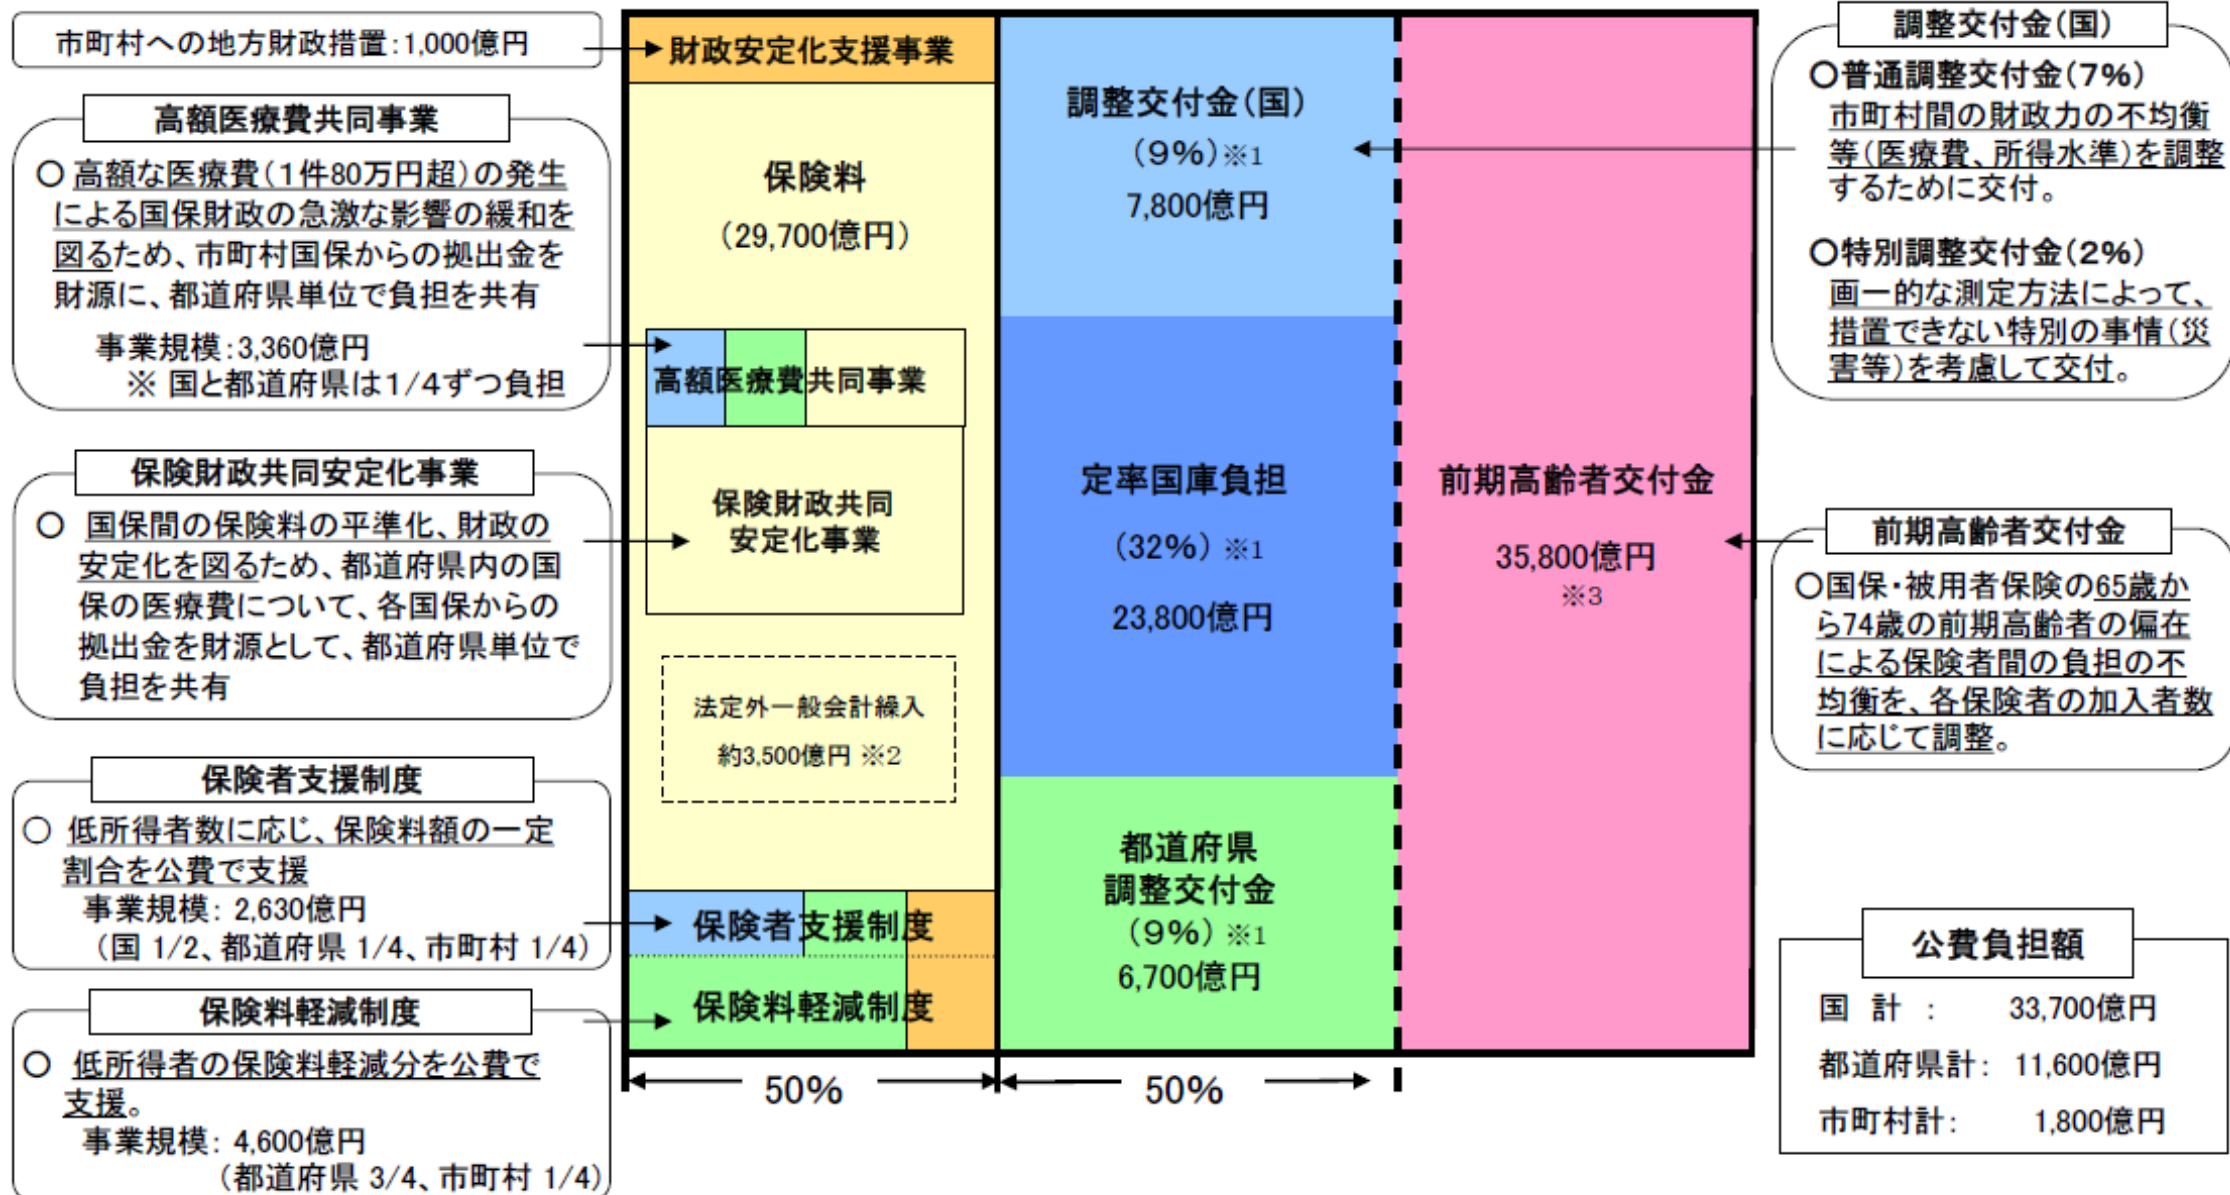 市町村への地方財政措置:1,000億円
高額医療費共同事業
○ 高額な医療費(1件80万円超)の発生
による国保財政の急激な影響の緩和を
図るため、市町村国保からの拠出金を
財源に、都道府県単位で負担を共有
事業規模:3,360億円
※ 国と都道府県は1/4ずつ負担
保険財政共同安定化事業
○ 国保間の保険料の平準化、財政の
安定化を図るため、都道府県内の国
保の医療費について、各国保からの
拠出金を財源として、都道府県単位で
負担を共有
保険者支援制度
○ 低所得者数に応じ、保険料額の一定
割合を公費で支援
事業規模: 2,630億円
(国 1/2、都道府県 1/4、市町村 1/4)
保険料軽減制度
○ 低所得者の保険料軽減分を公費で
支援。
事業規模: 4,600億円
(都道府県 3/4、市町村 1/4)
財政安定化支援事業
保険料
(29,700億円)
高額医療費共同事業
保険財政共同
安定化事業
法定外一般会計繰入
約3,500億円 ※2
保険者支援制度
保険料軽減制度
50%
調整交付金(国)
(9%)※1
7,800億円
定率国庫負担
(32%) ※1
23,800億円
都道府県
調整交付金
(9%) ※1
6,700億円
50%
前期高齢者交付金
35,800億円
※3
調整交付金(国)
○普通調整交付金(7%)
市町村間の財政力の不均衡
等(医療費、所得水準)を調整
するために交付。
○特別調整交付金(2%)
画一的な測定方法によって、
措置できない特別の事情(災
害等)を考慮して交付。
前期高齢者交付金
○国保・被用者保険の65歳か
ら74歳の前期高齢者の偏在
による保険者間の負担の不
均衡を、各保険者の加入者数
に応じて調整。
公費負担額
国 計 : 33,700億円
都道府県計: 11,600億円
市町村計: 1,800億円